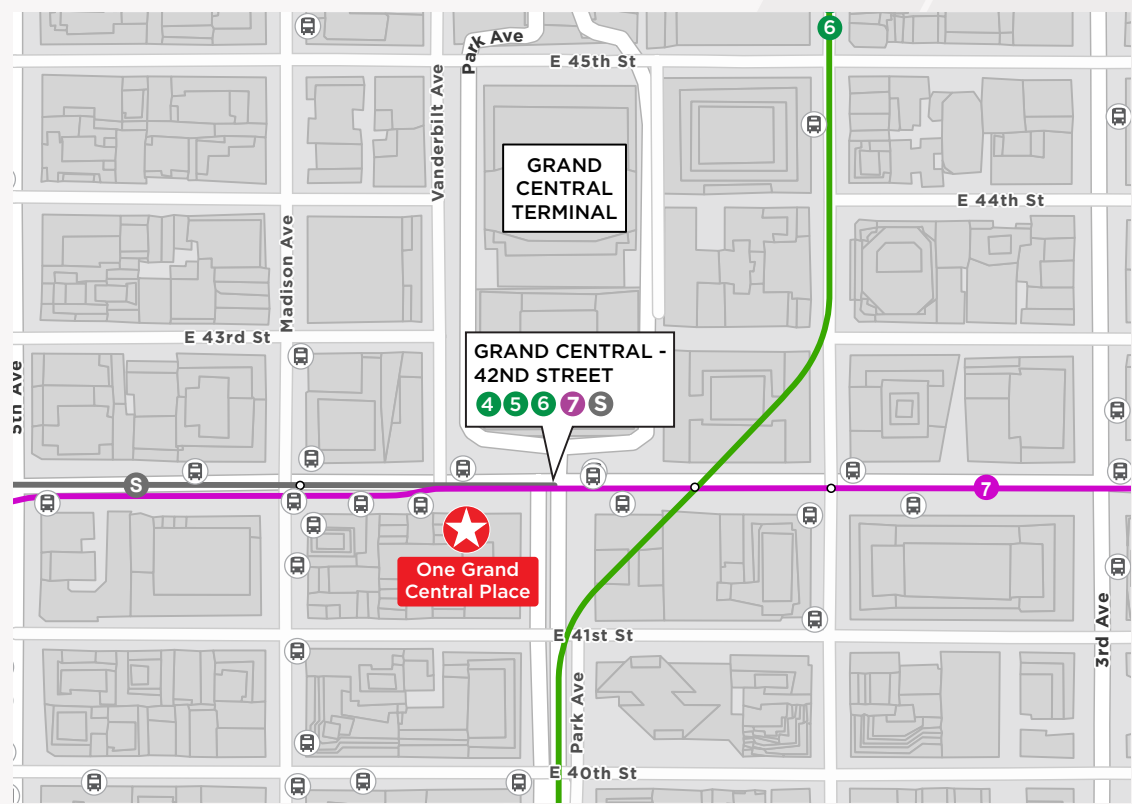 6
Park Ave
E 45th St
Vanderbilt Ave
GRAND
CENTRAL
TERMINAL
E 44th St
Madison Ave
E 43rd St
GRAND CENTRAL -
42ND STREET
4 5 6 7 S
5th Ave
S
7
One Grand
Central Place
E 41st St
3rd Ave
Park Ave
E 40th St